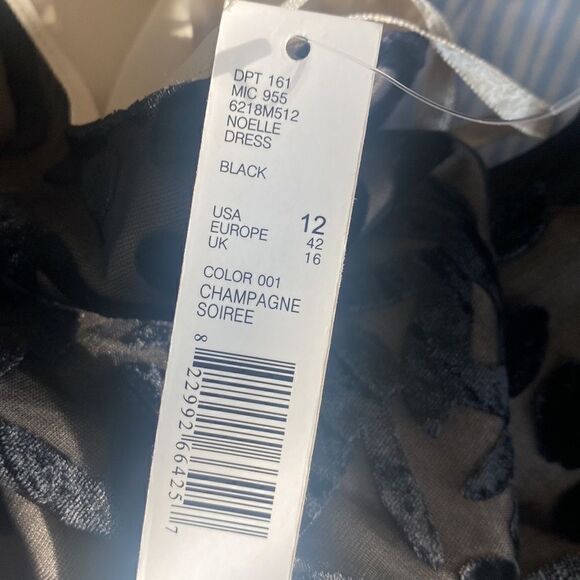 DPT 161
MIC 955
6218M512
NOELLE
DRESS
BLACK
USA 12
EUROPE 42
UK 16
COLOR 001
CHAMPAGNE
SOIREE
8 22992 66425 7